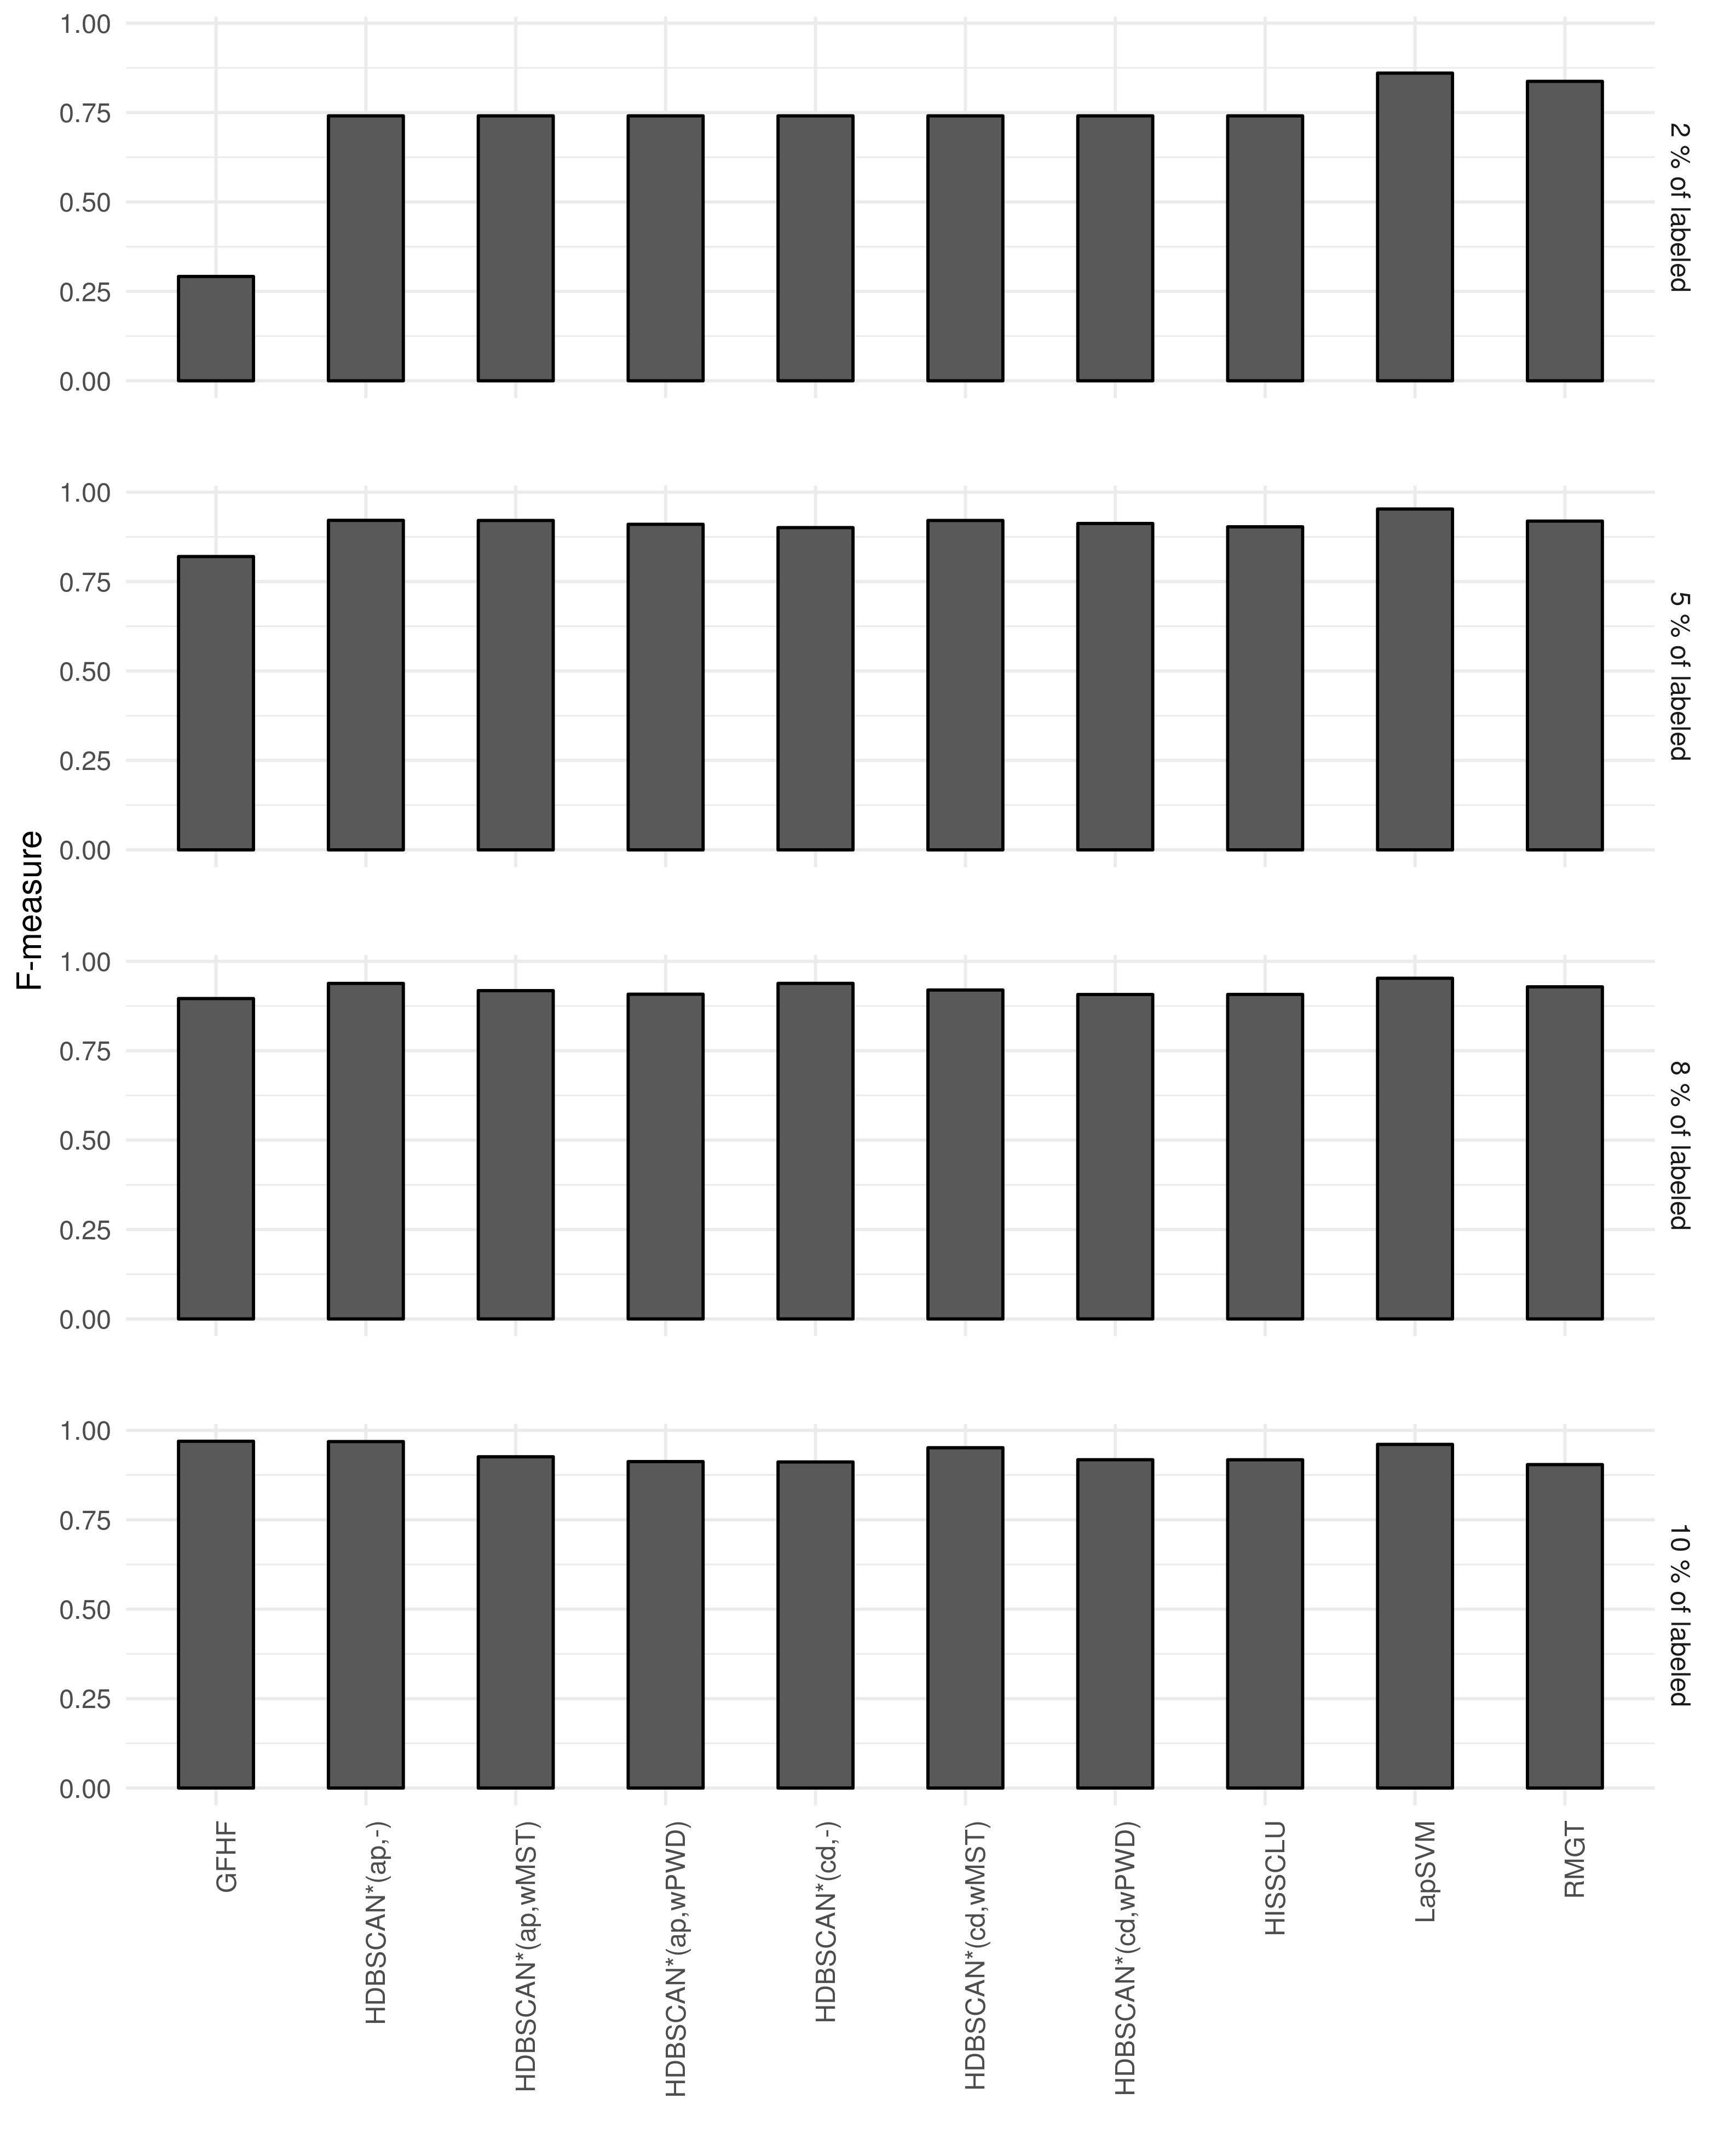 F-measure
1.00
0.75
0.50
0.25
0.00
2 % of labeled
1.00
0.75
0.50
0.25
0.00
5 % of labeled
1.00
0.75
0.50
0.25
0.00
8 % of labeled
1.00
0.75
0.50
0.25
0.00
10 % of labeled
GFHF
HDBSCAN*(ap,-)
HDBSCAN*(ap,wMST)
HDBSCAN*(ap,wPWD)
HDBSCAN*(cd,-)
HDBSCAN*(cd,wMST)
HDBSCAN*(cd,wPWD)
HISSCLU
LapSVM
RMGT